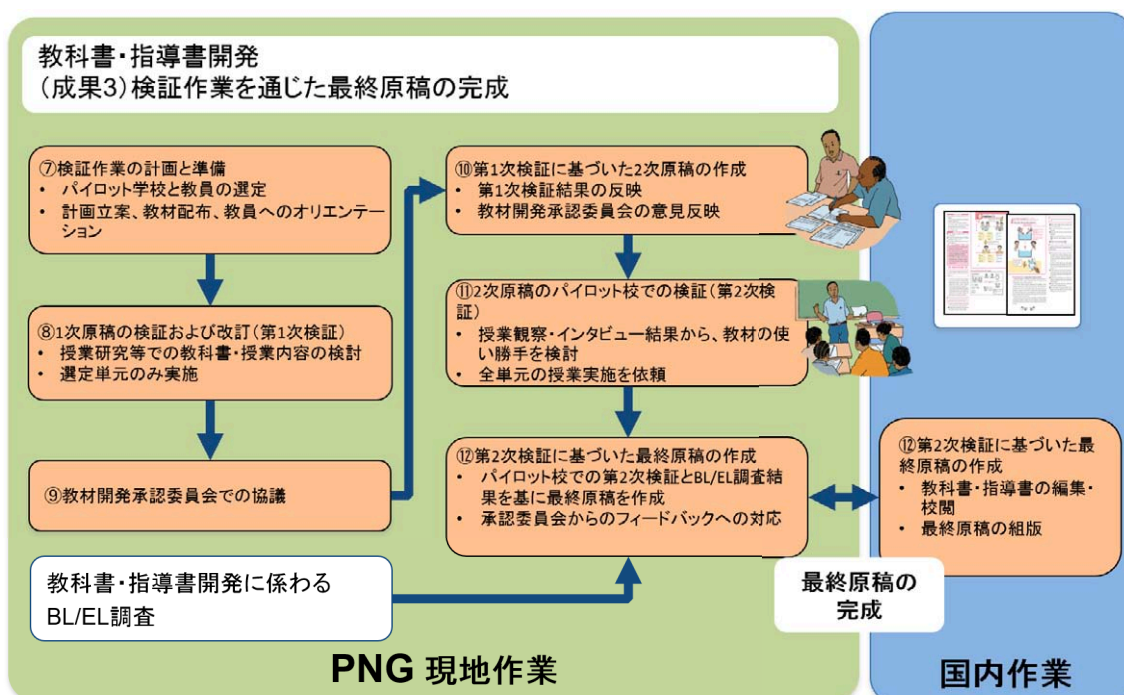 教科書・指導書開発
(成果3)検証作業を通じた最終原稿の完成
⑦検証作業の計画と準備
• パイロット学校と教員の選定
• 計画立案、教材配布、教員へのオリエンテー
ション
⑧1次原稿の検証および改訂(第1次検証)
• 授業研究等での教科書・授業内容の検討
• 選定単元のみ実施
⑨教材開発承認委員会での協議
教科書・指導書開発に係わる
BL/EL調査
⑩第1次検証に基づいた2次原稿の作成
• 第1次検証結果の反映
• 教材開発承認委員会の意見反映
⑪2次原稿のパイロット校での検証(第2次検
証)
• 授業観察・インタビュー結果から、教材の使
い勝手を検討
• 全単元の授業実施を依頼
⑫第2次検証に基づいた最終原稿の作成
• パイロット校での第2次検証とBL/EL調査結
果を基に最終原稿を作成
• 承認委員会からのフィードバックへの対応
⑫第2次検証に基づいた最
終原稿の作成
• 教科書・指導書の編集・
校閲
• 最終原稿の組版
最終原稿の
完成
PNG 現地作業
国内作業